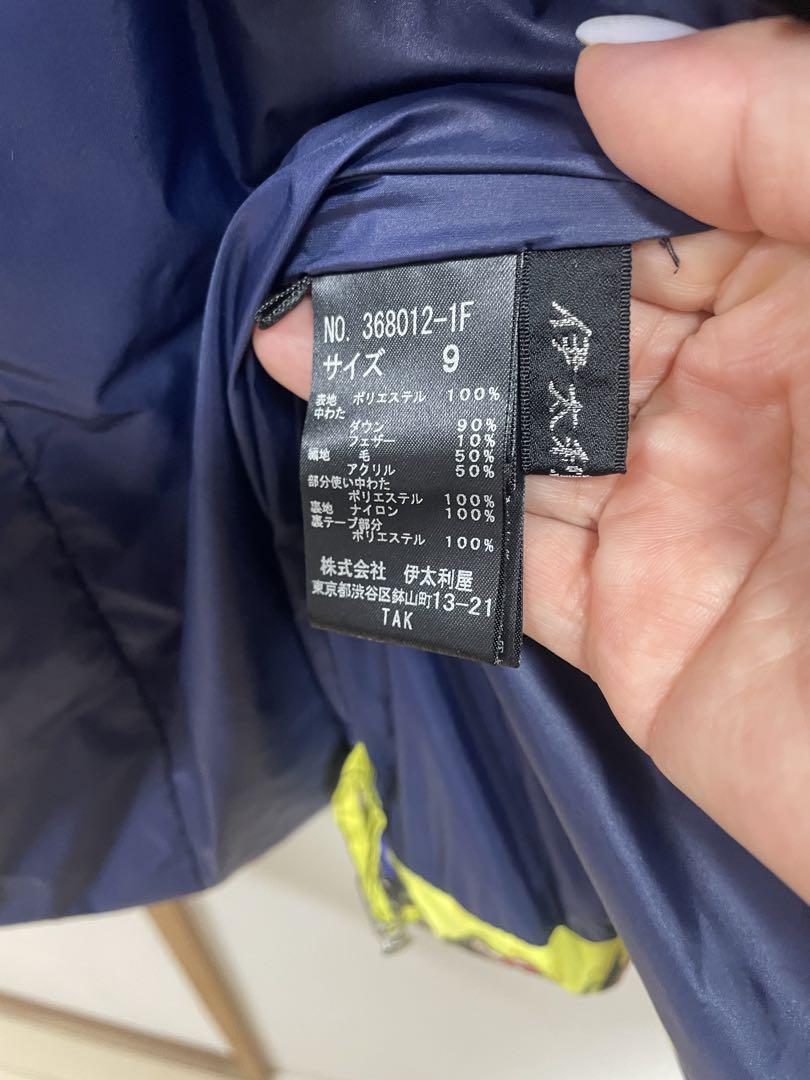 NO. 368012-1F
サイズ 9
表地 ポリエステル 100%
中わた
ダウン 90%
フェザー 10%
編地 毛 50%
アクリル 50%
部分使い中わた
ポリエステル 100%
裏地 ナイロン 100%
裏テープ部分
ポリエステル 100%
株式会社 伊太利屋
東京都渋谷区鉢山町13-21
TAK
伊太利